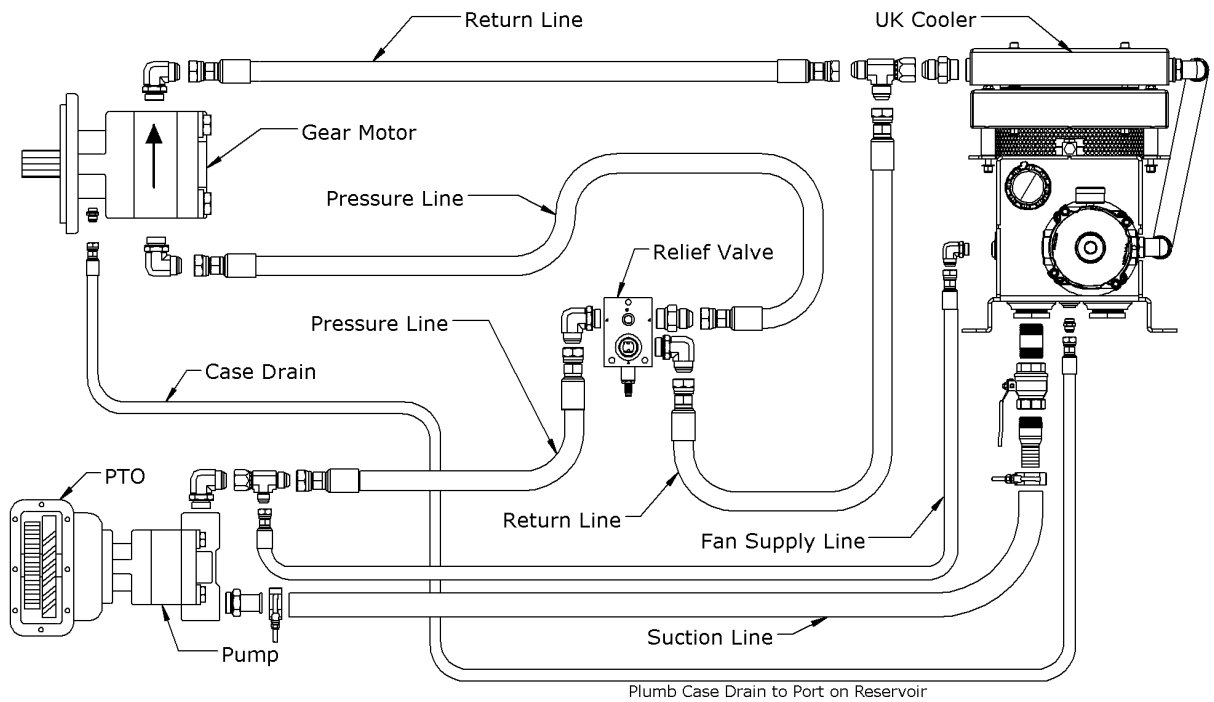 Return Line
UK Cooler
Gear Motor
Pressure Line
Relief Valve
Pressure Line
Case Drain
PTO
Return Line
Fan Supply Line
Suction Line
Pump
Plumb Case Drain to Port on Reservoir